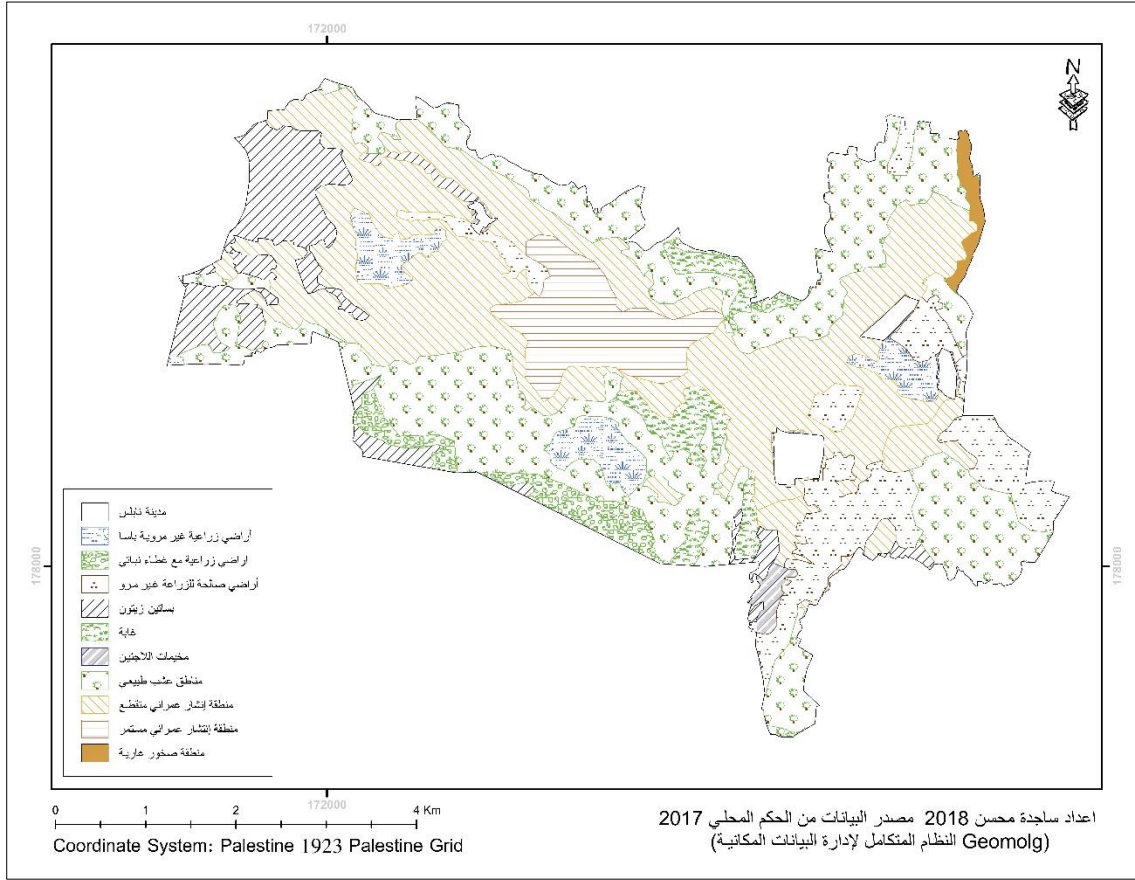 172000
N
178000
178000
مدينة نابلس
أراضي زراعية غير مروية باسا
اراضي زراعية مع غطاء نباتي
أراضي صالحة للزراعة غير مرو
بساتين زيتون
غابة
مخيمات اللاجئين
مناطق عشب طبيعي
منطقة إنتشار عمراني متقطع
منطقة إنتشار عمراني مستمر
منطقة صخور عارية
172000
0 1 2 4 Km
Coordinate System: Palestine 1923 Palestine Grid
اعداد ساجدة محسن 2018 مصدر البيانات من الحكم المحلي 2017
(Geomolg النظام المتكامل لإدارة البيانات المكانية)